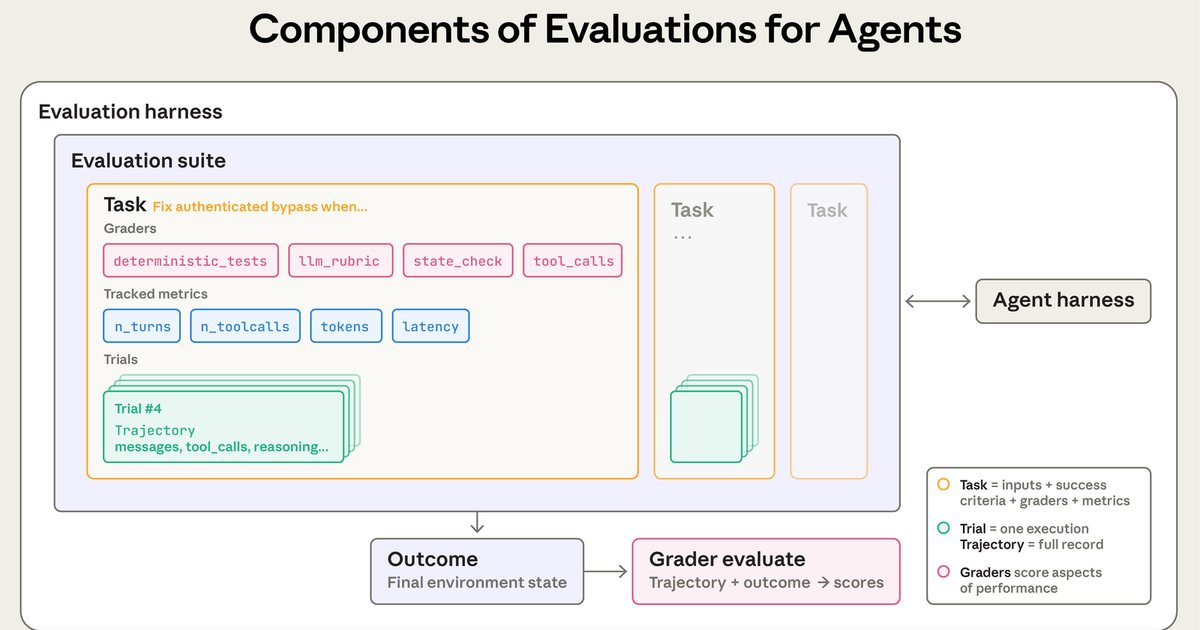 Components of Evaluations for Agents
Evaluation harness
Evaluation suite
Task Fix authenticated bypass when...
Graders
deterministic_tests llm_rubric state_check tool_calls
Tracked metrics
n_turns n_toolcalls tokens latency
Trials
Trial #4
Trajectory
messages, tool_calls, reasoning...
Task
...
Task
Agent harness
Outcome
Final environment state
Grader evaluate
Trajectory + outcome → scores
Task = inputs + success
criteria + graders + metrics
Trial = one execution
Trajectory = full record
Graders score aspects
of performance